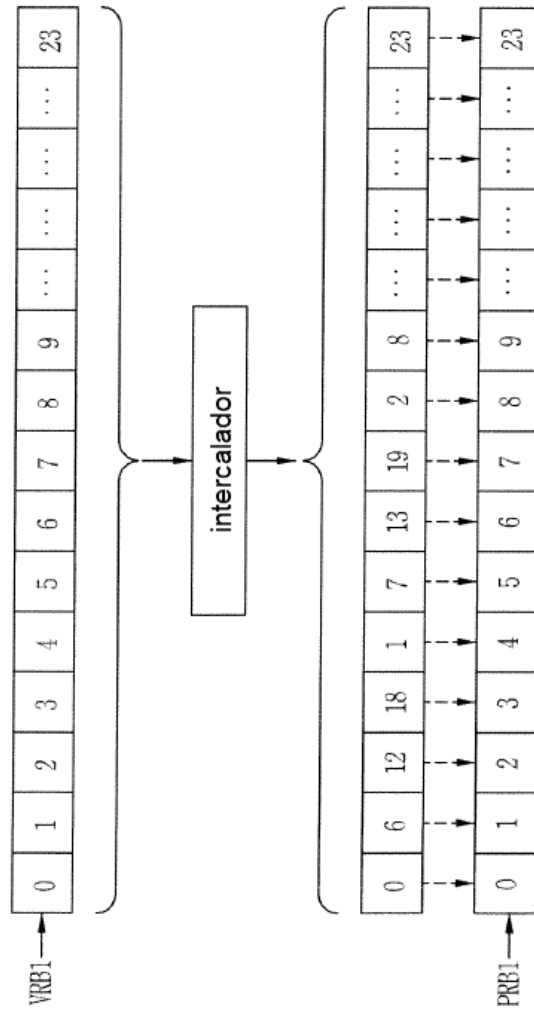 VRB1 0 1 2 3 4 5 6 7 8 9 ... ... ... ... 23
intercalador
0 6 12 18 1 7 13 19 2 8 ... ... ... ... 23
PRB1 0 1 2 3 4 5 6 7 8 9 ... ... ... ... 23